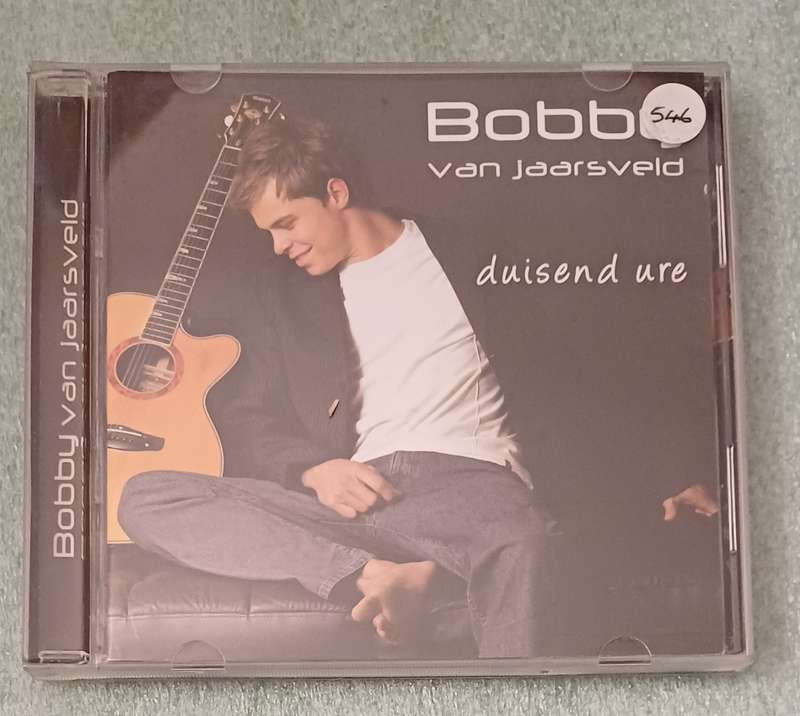 Bobby
546
van jaarsveld
duisend ure
Bobby van jaarsveld